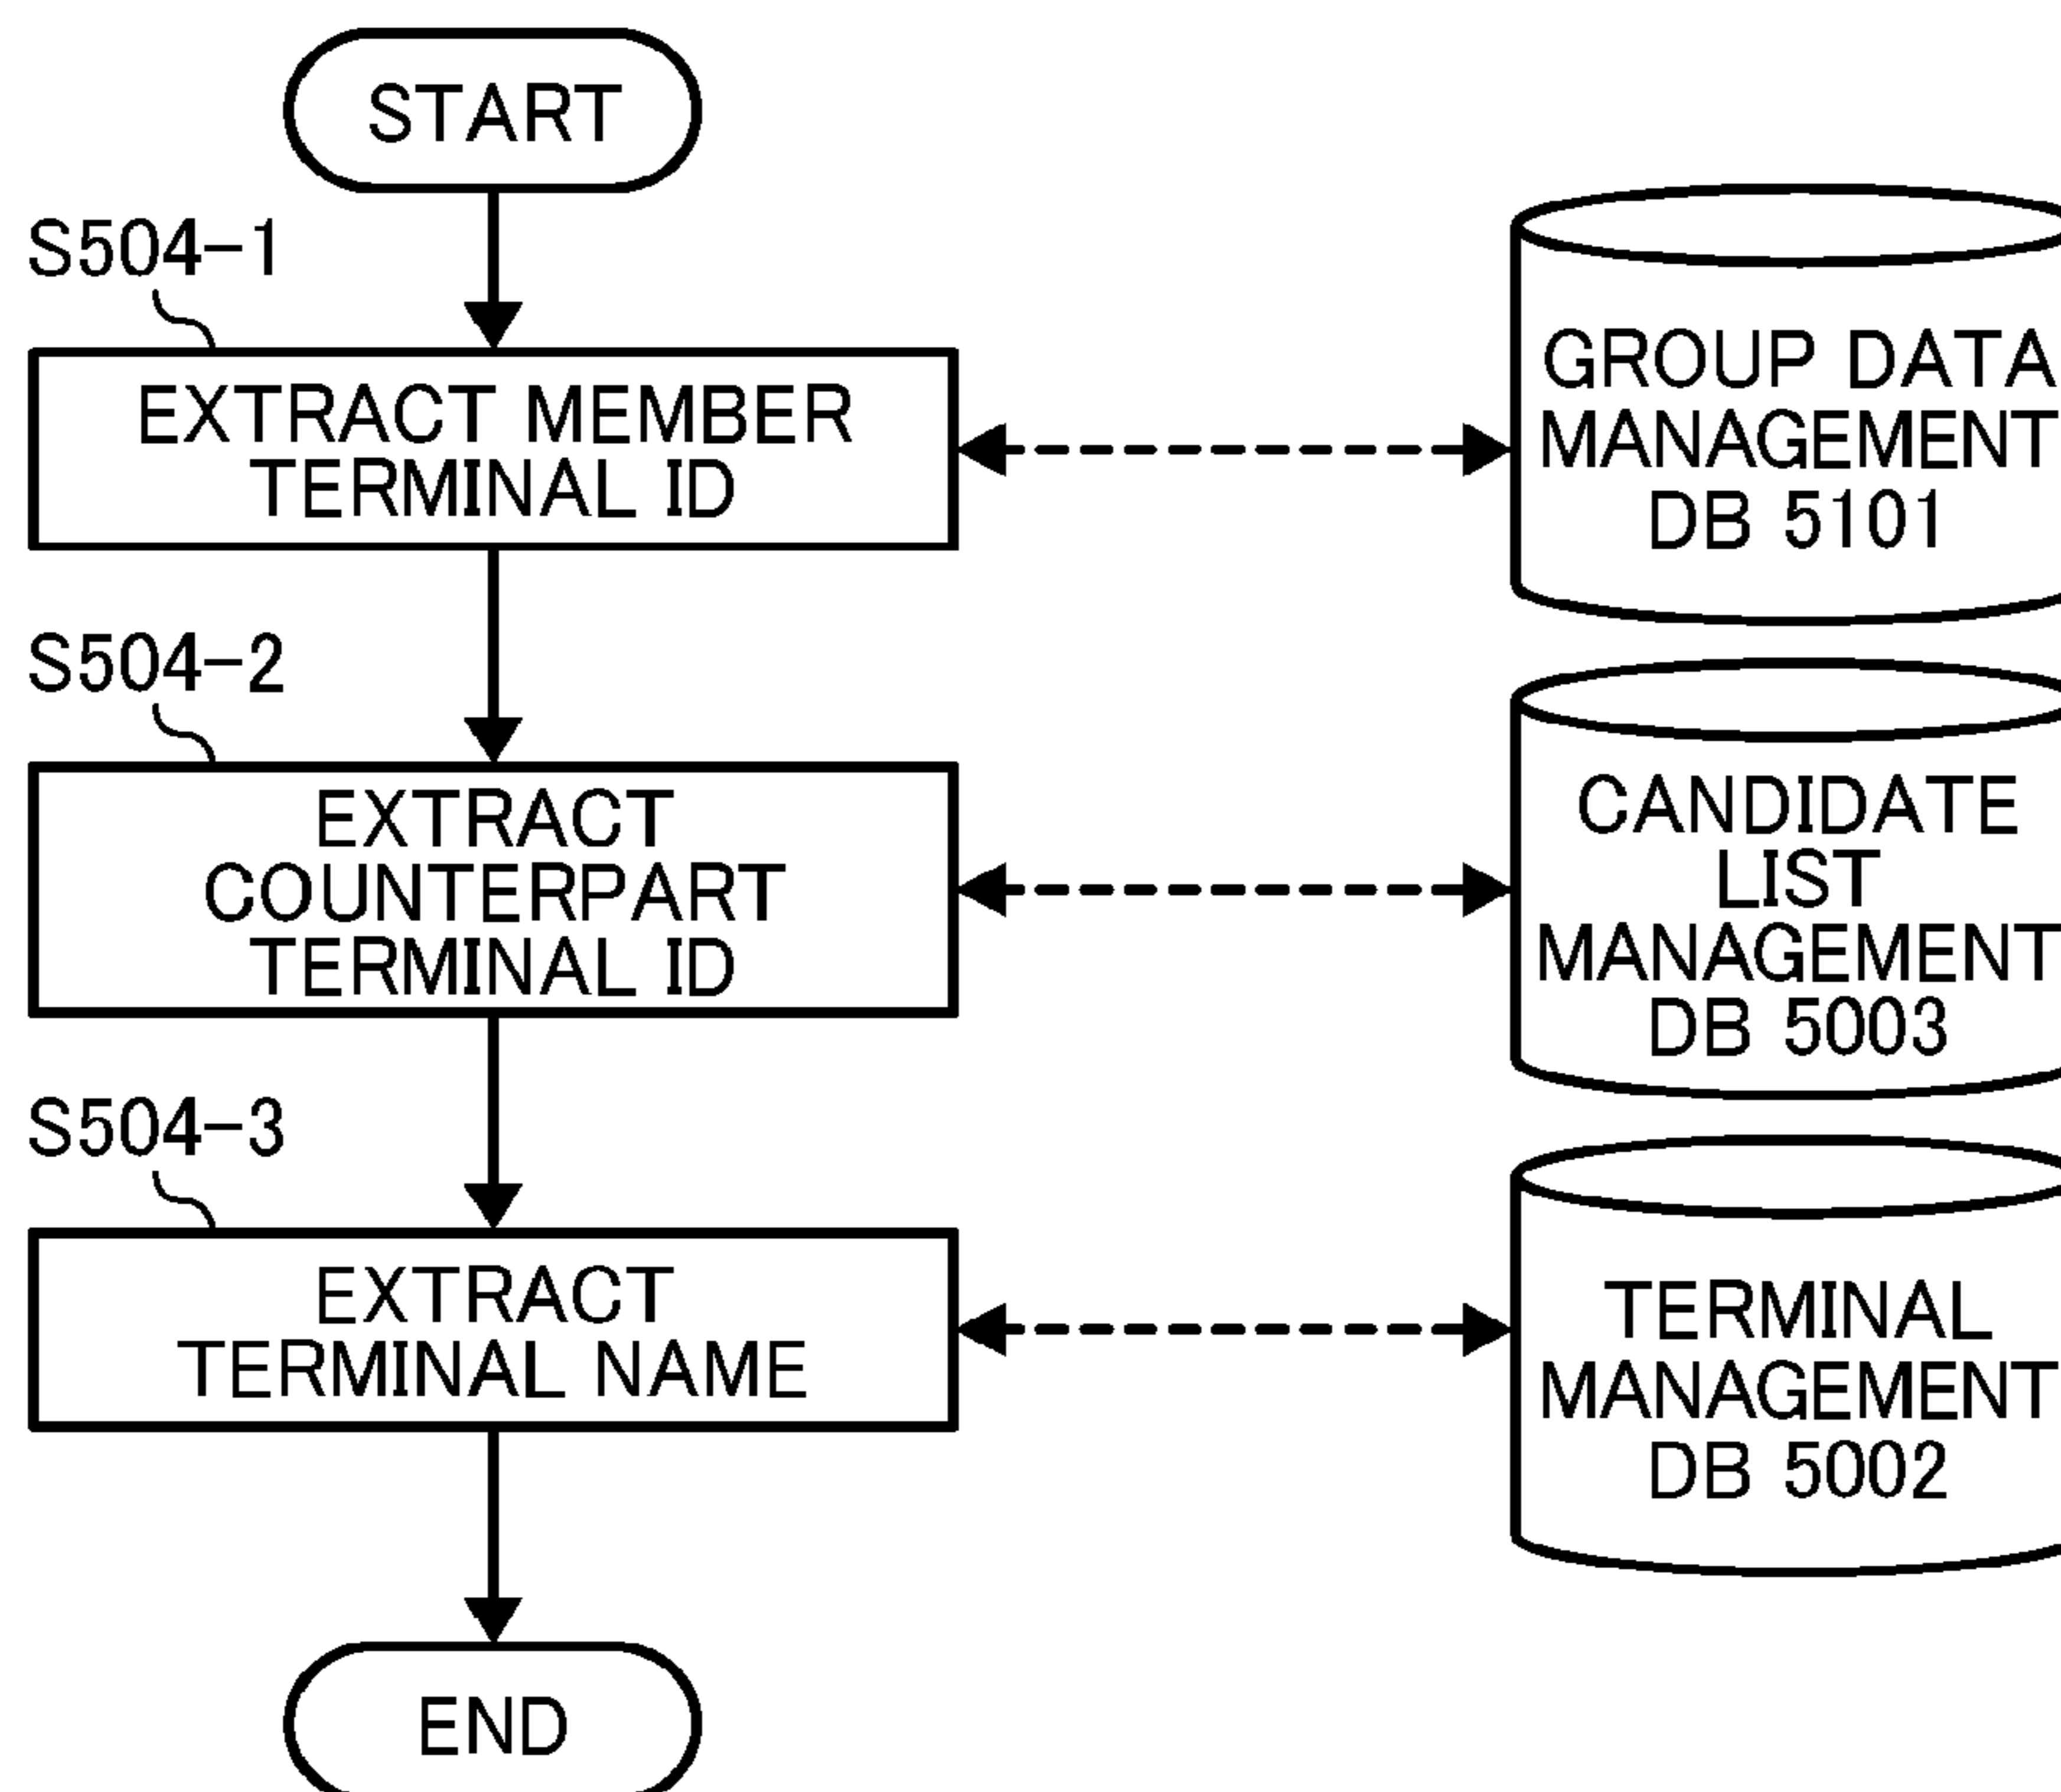 START
S504-1
EXTRACT MEMBER
TERMINAL ID
GROUP DATA
MANAGEMENT
DB 5101
S504-2
EXTRACT
COUNTERPART
TERMINAL ID
CANDIDATE
LIST
MANAGEMENT
DB 5003
S504-3
EXTRACT
TERMINAL NAME
TERMINAL
MANAGEMENT
DB 5002
END